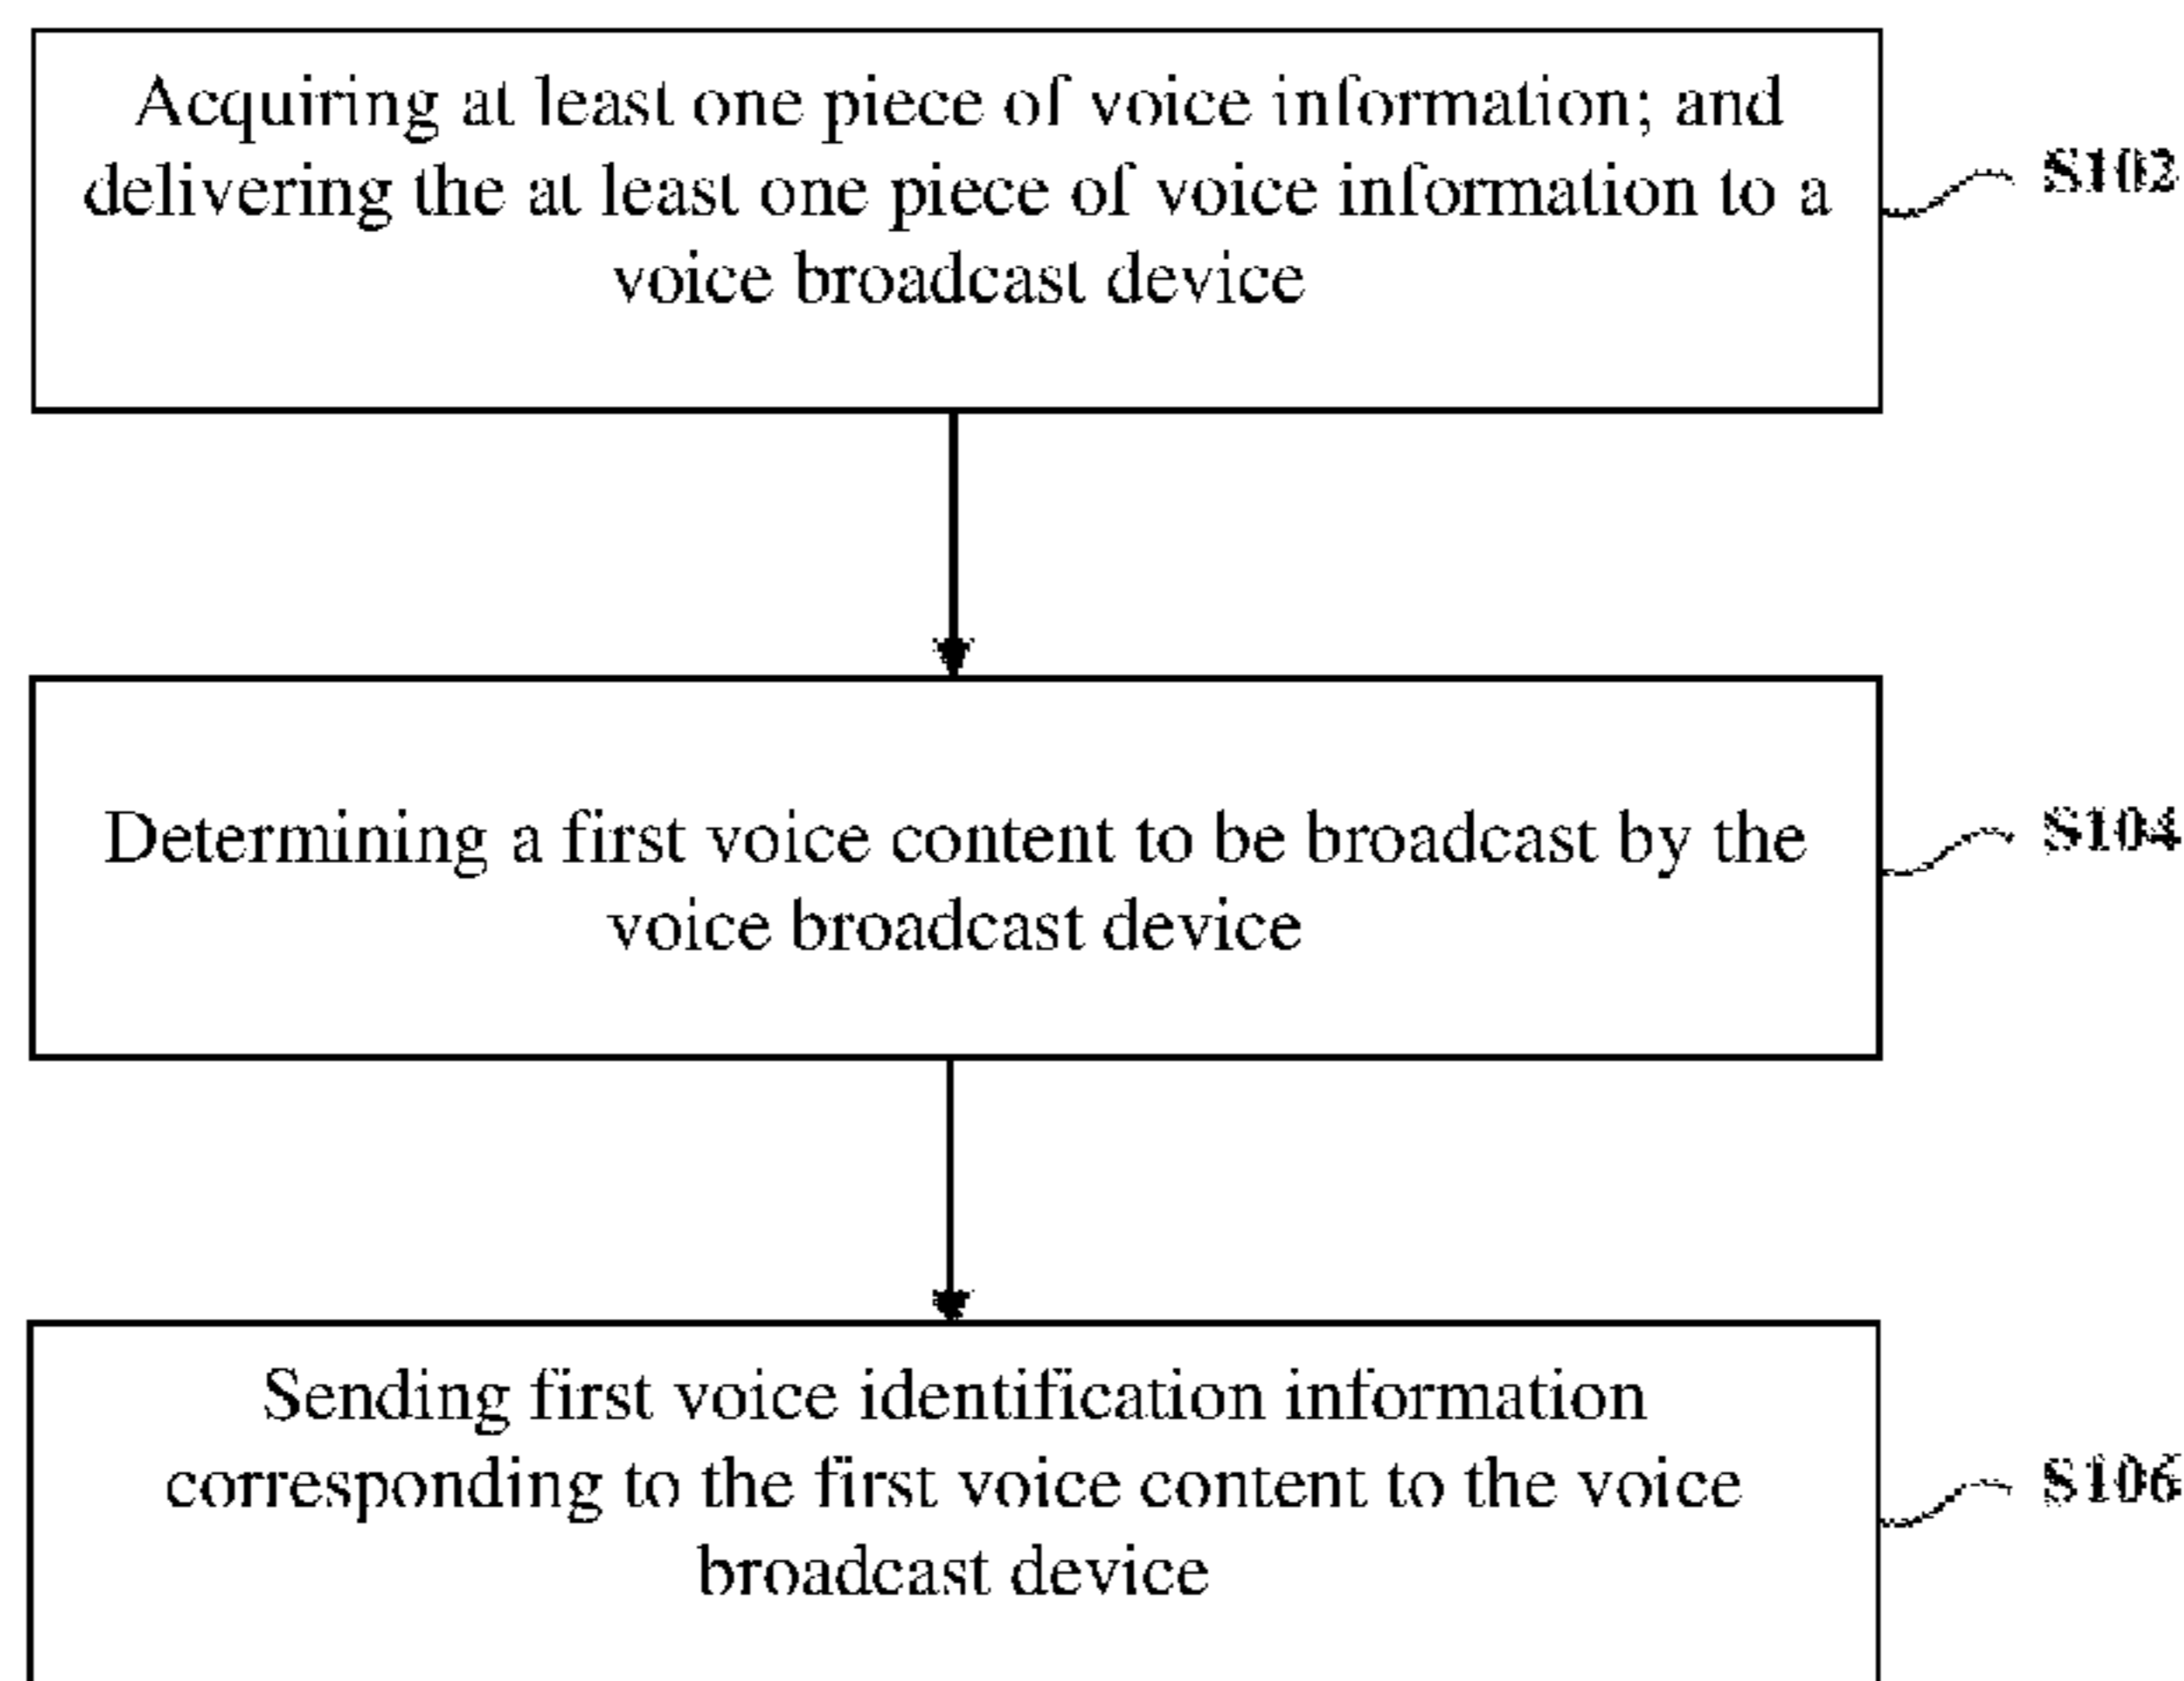 Acquiring at least one piece of voice information; and
delivering the at least one piece of voice information to a
voice broadcast device
S102
Determining a first voice content to be broadcast by the
voice broadcast device
S104
Sending first voice identification information
corresponding to the first voice content to the voice
broadcast device
S106